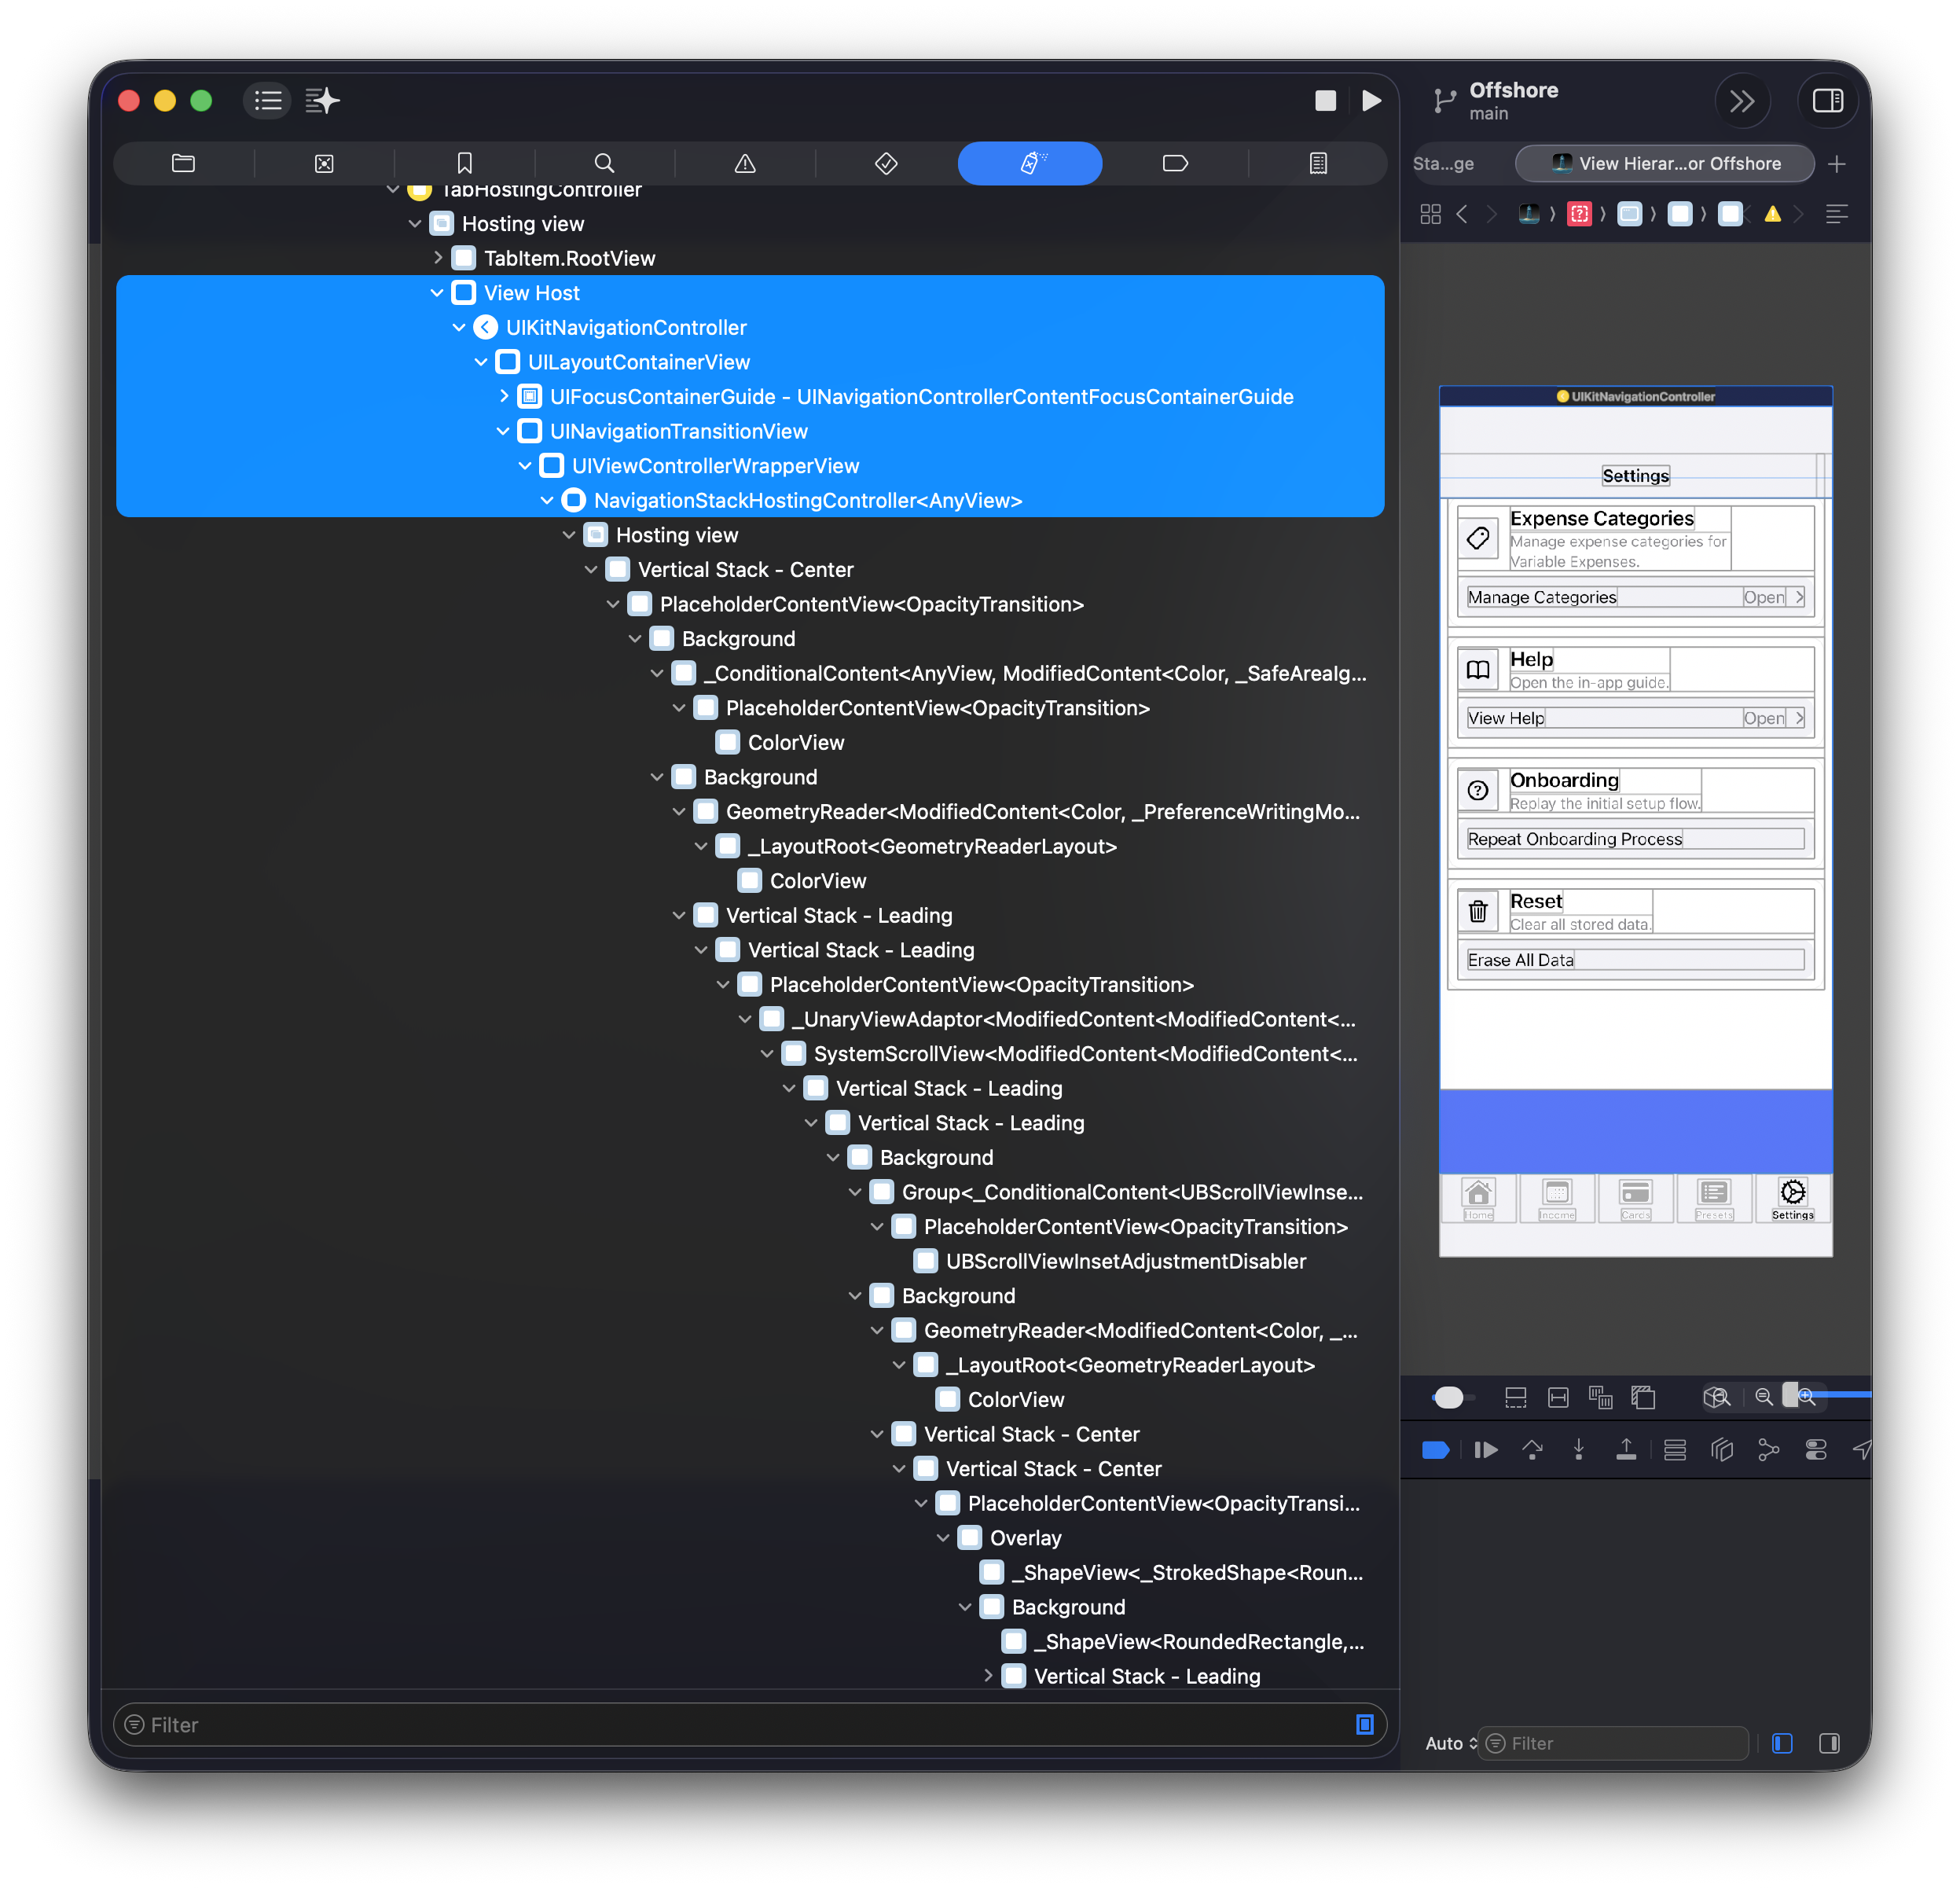 Offshore
main
Sta...ge
View Hierar...or Offshore
TabHostingController
Hosting view
TabItem.RootView
View Host
UIKitNavigationController
UILayoutContainerView
UIFocusContainerGuide - UINavigationControllerContentFocusContainerGuide
UINavigationTransitionView
UIViewControllerWrapperView
NavigationStackHostingController<AnyView>
Hosting view
Vertical Stack - Center
PlaceholderContentView<OpacityTransition>
Background
_ConditionalContent<AnyView, ModifiedContent<Color, _SafeAreaIg...
PlaceholderContentView<OpacityTransition>
ColorView
Background
GeometryReader<ModifiedContent<Color, _PreferenceWritingMo...
_LayoutRoot<GeometryReaderLayout>
ColorView
Vertical Stack - Leading
Vertical Stack - Leading
PlaceholderContentView<OpacityTransition>
_UnaryViewAdaptor<ModifiedContent<ModifiedContent<...
SystemScrollView<ModifiedContent<ModifiedContent<...
Vertical Stack - Leading
Vertical Stack - Leading
Background
Group<_ConditionalContent<UBScrollViewInse...
PlaceholderContentView<OpacityTransition>
UBScrollViewInsetAdjustmentDisabler
Background
GeometryReader<ModifiedContent<Color, _...
_LayoutRoot<GeometryReaderLayout>
ColorView
Vertical Stack - Center
Vertical Stack - Center
PlaceholderContentView<OpacityTransi...
Overlay
_ShapeView<_StrokedShape<Roun...
Background
_ShapeView<RoundedRectangle,...
Vertical Stack - Leading
Filter
UIKitNavigationController
Settings
Expense Categories
Manage expense categories for
Variable Expenses.
Manage Categories Open
Help
Open the in-app guide.
View Help Open
Onboarding
Replay the initial setup flow.
Repeat Onboarding Process
Reset
Clear all stored data.
Erase All Data
Home Income Cards Presets Settings
Auto Filter